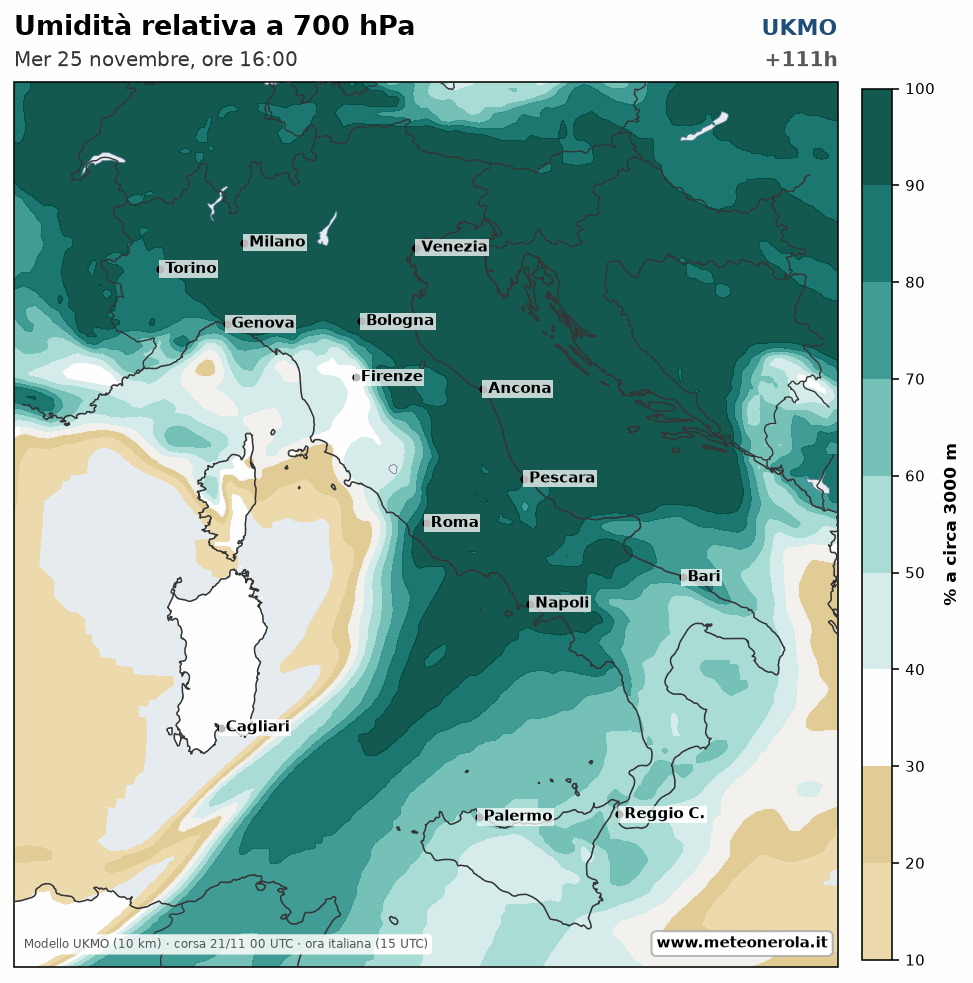 Umidità relativa a 700 hPa
UKMO
Mer 25 novembre, ore 16:00
+111h
Milano
Venezia
Torino
Genova
Bologna
Firenze
Ancona
Pescara
Roma
Bari
Napoli
Cagliari
Palermo
Reggio C.
100
90
80
70
60
50
40
30
20
10
% a circa 3000 m
Modello UKMO (10 km) · corsa 21/11 00 UTC · ora italiana (15 UTC)
www.meteonerola.it